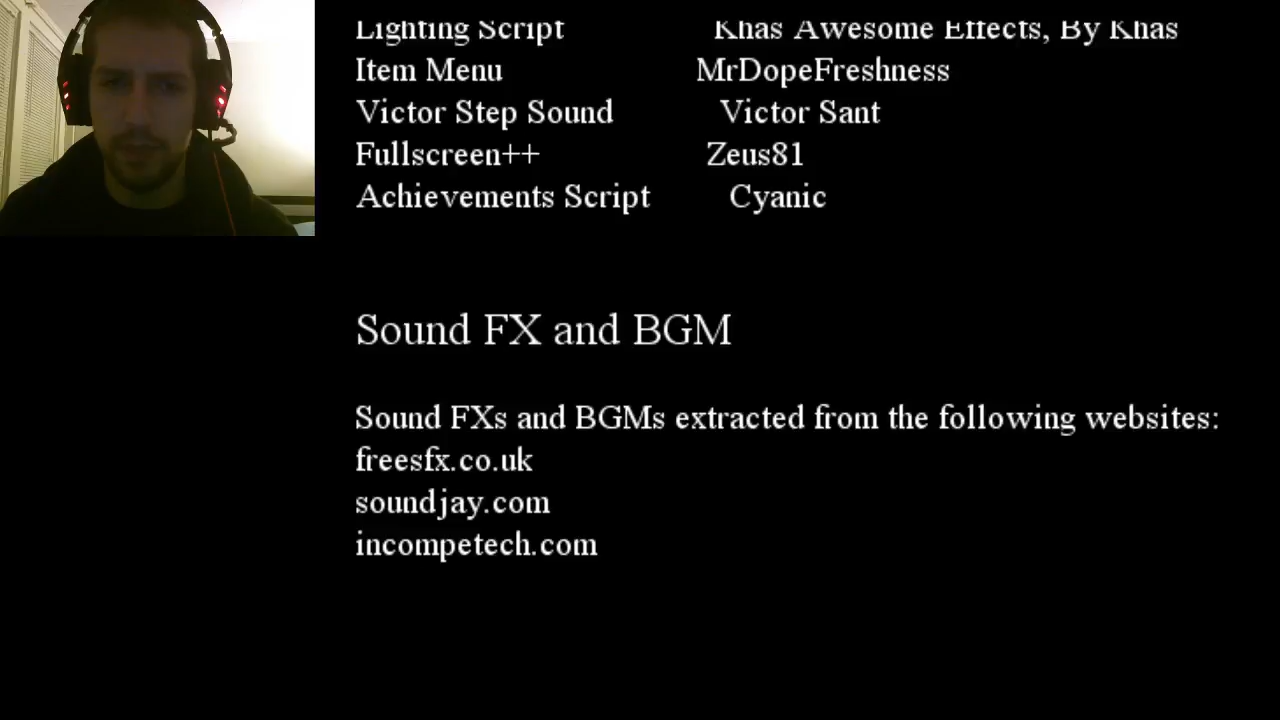 Lighting Script Khas Awesome Effects, By Khas
Item Menu MrDopeFreshness
Victor Step Sound Victor Sant
Fullscreen++ Zeus81
Achievements Script Cyanic
Sound FX and BGM
Sound FXs and BGMs extracted from the following websites:
freesfx.co.uk
soundjay.com
incompetech.com